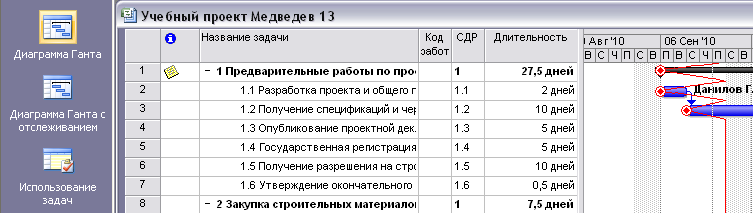 Учебный проект Медведев 13
Диаграмма Ганта
Диаграмма Ганта с отслеживанием
Использование задач
Название задачи Код работ СДР Длительность
Авг '10 06 Сен '10
В С Ч П С В П В С Ч П С В П В С Ч
1 1 Предварительные работы по про 1 27,5 дней
2 1.1 Разработка проекта и общего г 1.1 2 дней Данилов Г.
3 1.2 Получение спецификаций и чер 1.2 10 дней
4 1.3 Опубликование проектной дек. 1.3 5 дней
5 1.4 Государственная регистрация 1.4 5 дней
6 1.5 Получение разрешения на стро 1.5 10 дней
7 1.6 Утверждение окончательного 1.6 0,5 дней
8 2 Закупка строительных материалов 1 7,5 дней